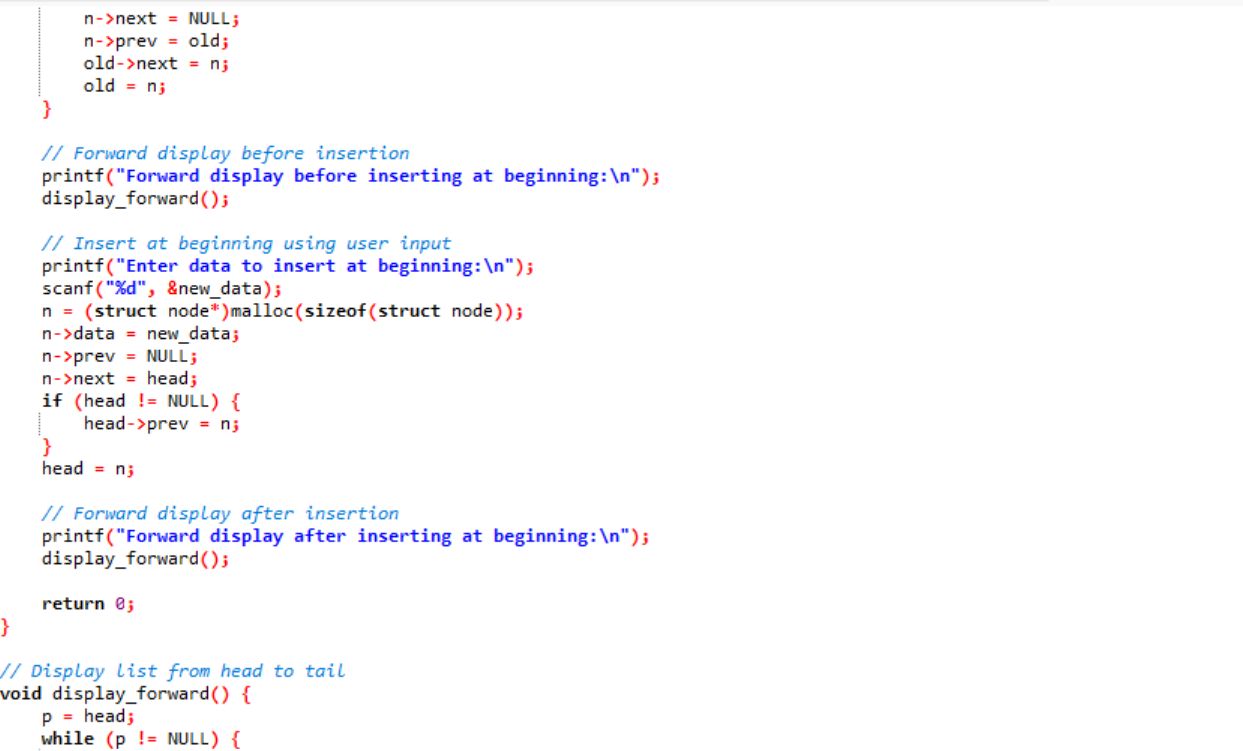 n->next = NULL;
n->prev = old;
old->next = n;
old = n;
}
// Forward display before insertion
printf("Forward display before inserting at beginning:\n");
display_forward();
// Insert at beginning using user input
printf("Enter data to insert at beginning:\n");
scanf("%d", &new_data);
n = (struct node*)malloc(sizeof(struct node));
n->data = new_data;
n->prev = NULL;
n->next = head;
if (head != NULL) {
head->prev = n;
}
head = n;
// Forward display after insertion
printf("Forward display after inserting at beginning:\n");
display_forward();
return 0;
}
// Display list from head to tail
void display_forward() {
p = head;
while (p != NULL) {